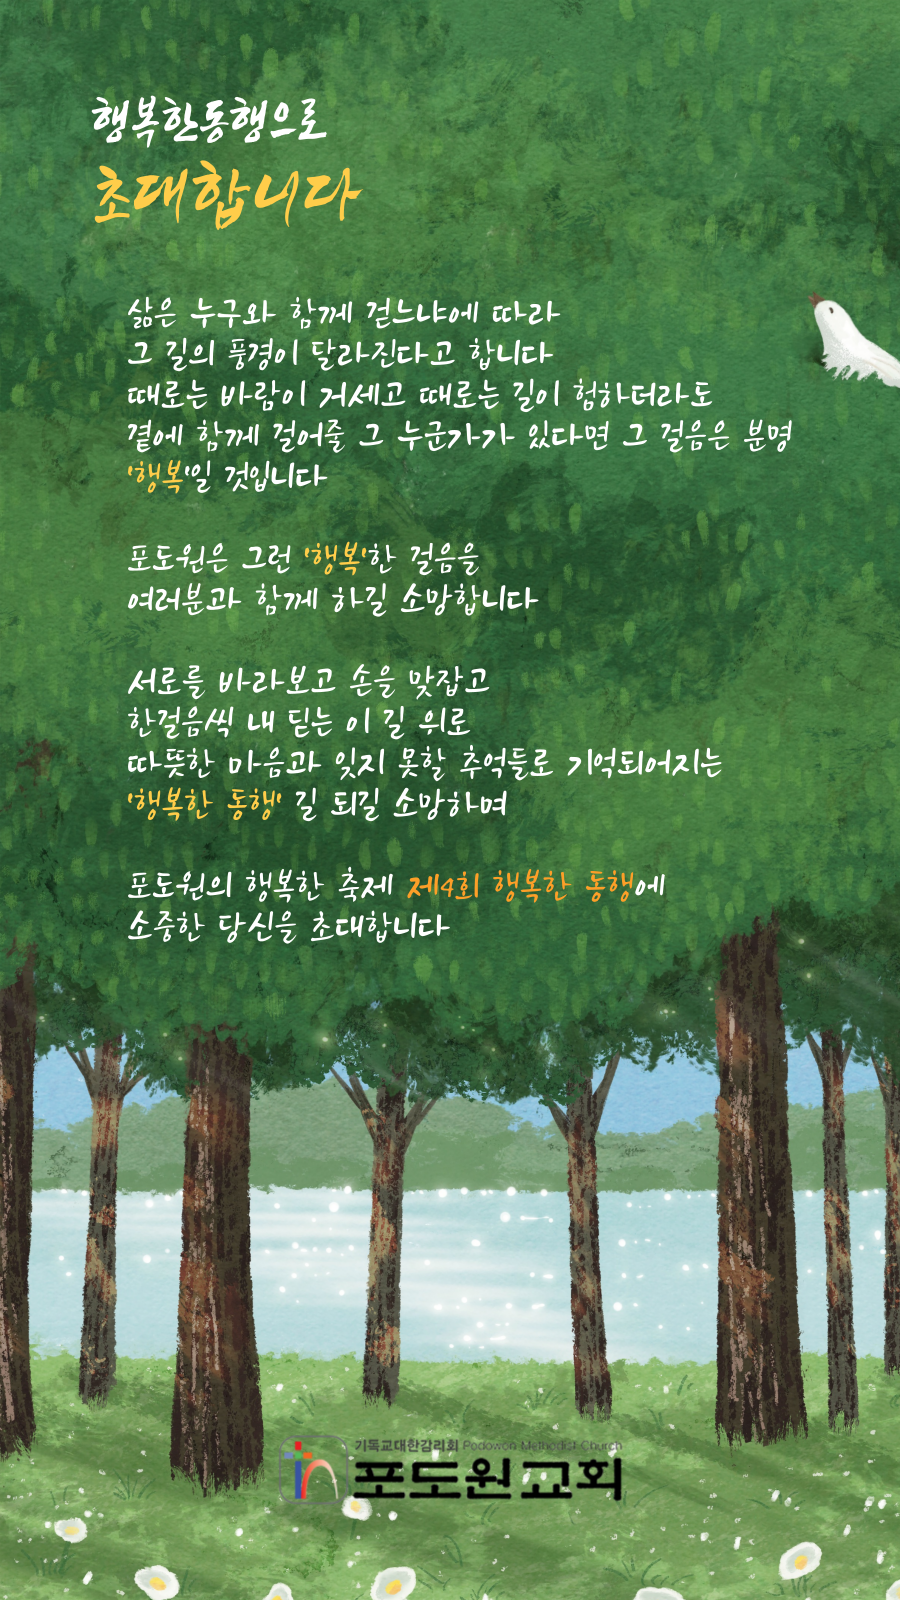 행복한동행으로
초대합니다
삶은 누구와 함께 걷느냐에 따라
그 길의 풍경이 달라진다고 합니다
때로는 바람이 거세고 때로는 길이 험하더라도
곁에 함께 걸어줄 그 누군가가 있다면 그 걸음은 분명
'행복'일 것입니다
포도원은 그런 '행복'한 걸음을
여러분과 함께 하길 소망합니다
서로를 바라보고 손을 맞잡고
한걸음씩 내 딛는 이 길 위로
따뜻한 마음과 잊지 못할 추억들로 기억되어지는
'행복한 동행' 길 되길 소망하며
포도원의 행복한 축제 제4회 행복한 동행에
소중한 당신을 초대합니다
기독교대한감리회 Podowon Methodist Church
포도원교회